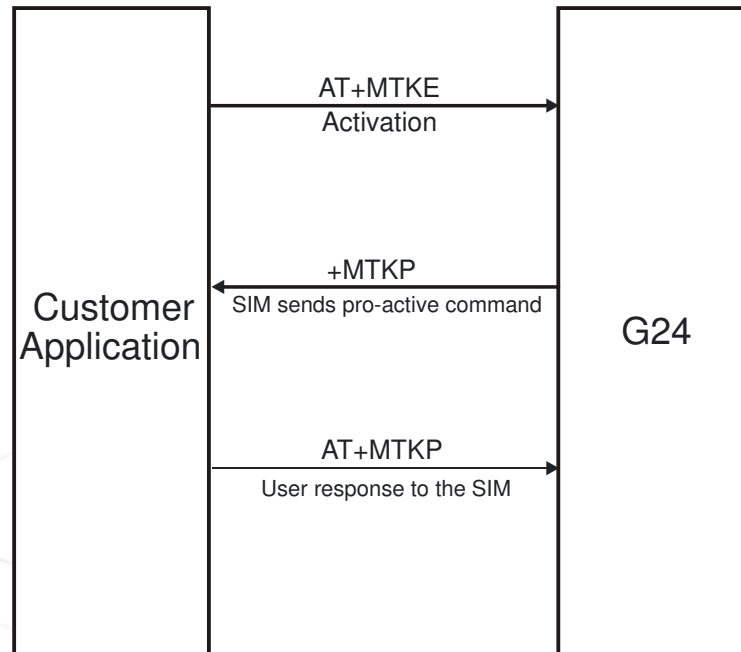 AT+MTKE
Activation
+MTKP
SIM sends pro-active command
Customer
Application
G24
AT+MTKP
User response to the SIM